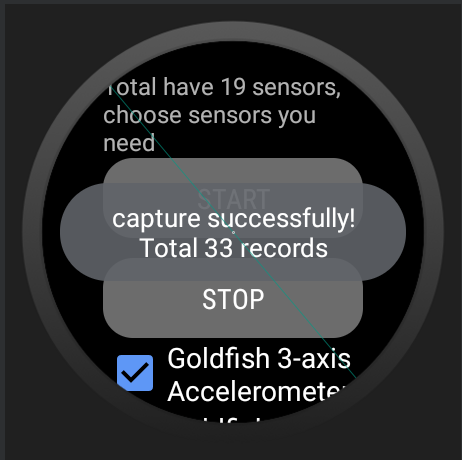 Total have 19 sensors,
choose sensors you
need
START
capture successfully!
Total 33 records
STOP
Goldfish 3-axis
Accelerometer